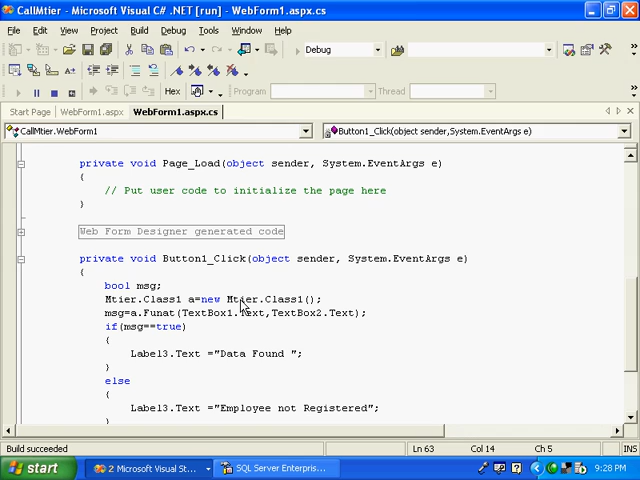 CallMtier - Microsoft Visual C# .NET [run] - WebForm1.aspx.cs
File Edit View Project Build Debug Tools Window Help
Debug
Hex Program Thread
Start Page WebForm1.aspx WebForm1.aspx.cs
CallMtier.WebForm1 Button1_Click(object sender,System.EventArgs e)
private void Page_Load(object sender, System.EventArgs e)
{
// Put user code to initialize the page here
}
Web Form Designer generated code
private void Button1_Click(object sender, System.EventArgs e)
{
bool msg;
Mtier.Class1 a=new Mtier.Class1();
msg=a.Funat(TextBox1.Text,TextBox2.Text);
if(msg==true)
{
Label3.Text ="Data Found ";
}
else
{
Label3.Text ="Employee not Registered";
}
Build succeeded Ln 63 Col 14 Ch 5 INS
start 2 Microsoft Visual St... SQL Server Enterpris... 9:28 PM